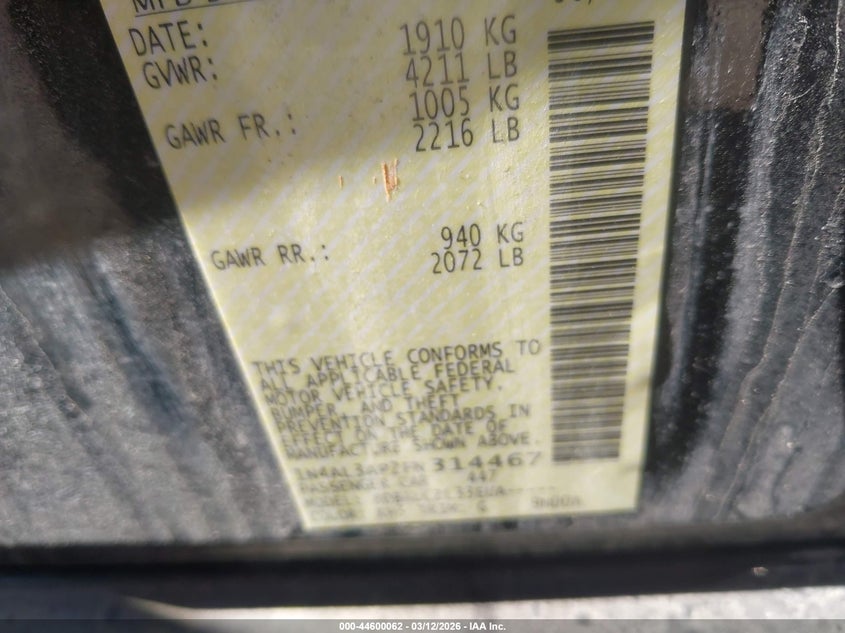 DATE:
1910 KG
GVWR:
4211 LB
1005 KG
GAWR FR.:
2216 LB
940 KG
GAWR RR.:
2072 LB
THIS VEHICLE CONFORMS TO
ALL APPLICABLE FEDERAL
MOTOR VEHICLE SAFETY,
BUMPER, AND THEFT
PREVENTION STANDARDS IN
EFFECT ON THE DATE OF
MANUFACTURE SHOWN ABOVE.
314467
PASSENGER CAR 447
MODEL:
000-44600062 - 03/12/2026 - IAA Inc.